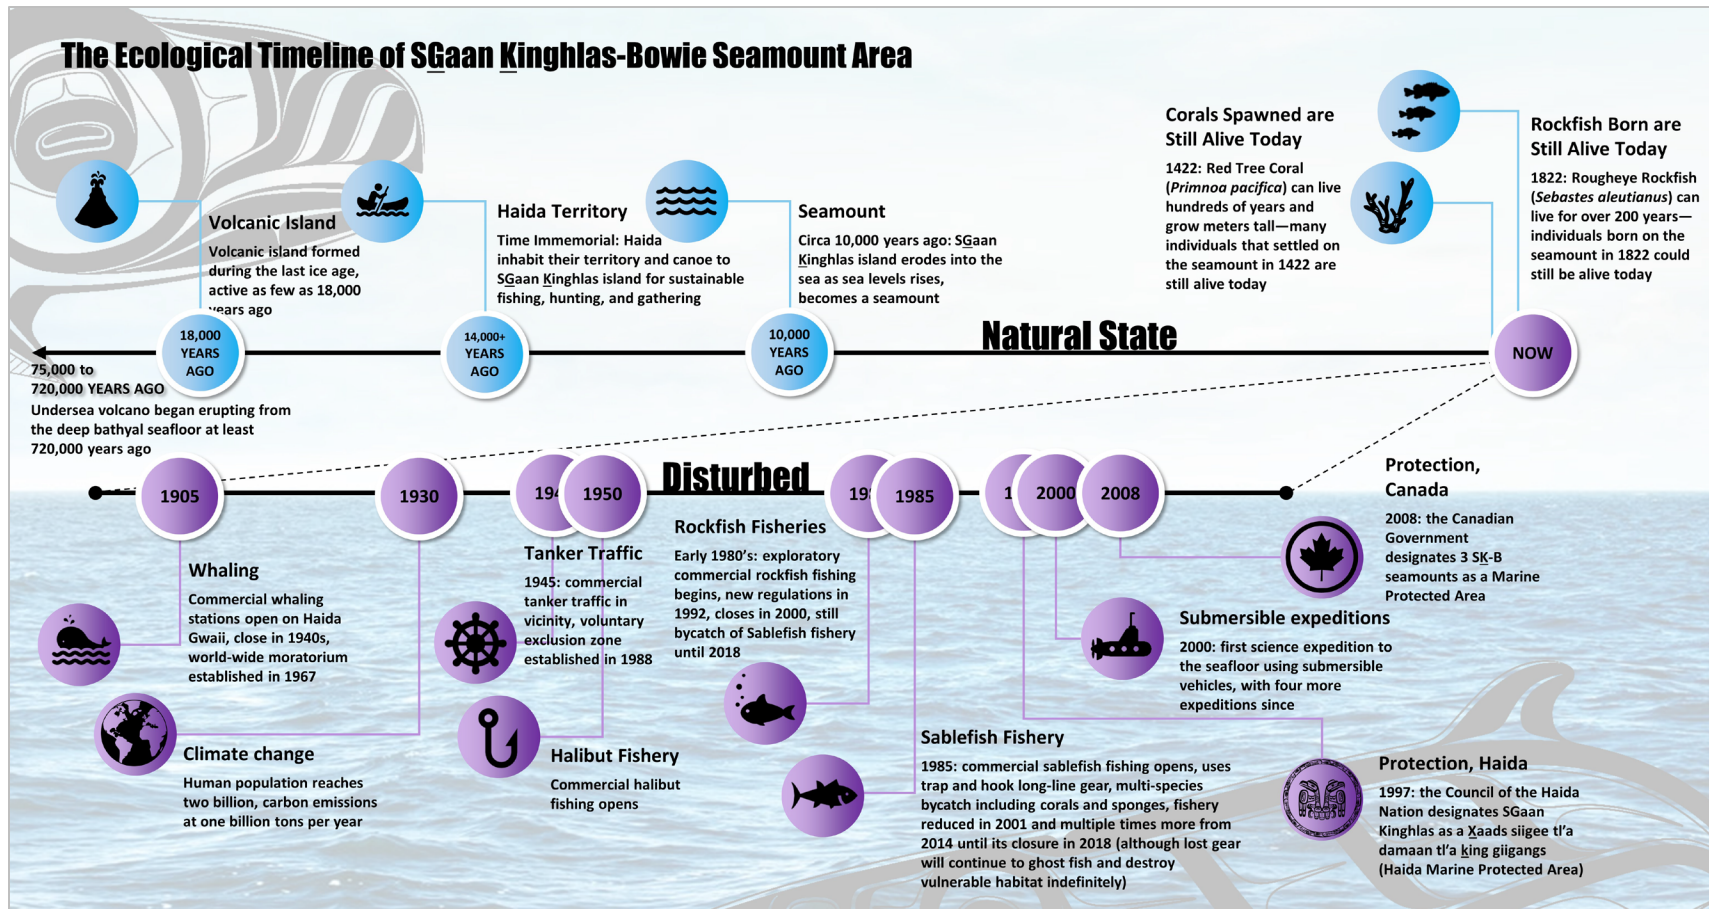 The Ecological Timeline of SG̲aan K̲inghlas-Bowie Seamount Area
Volcanic Island
Volcanic island formed
during the last ice age,
active as few as 18,000
years ago
Haida Territory
Time Immemorial: Haida
inhabit their territory and canoe to
SG̲aan K̲inghlas island for sustainable
fishing, hunting, and gathering
Seamount
Circa 10,000 years ago: SG̲aan
K̲inghlas island erodes into the
sea as sea levels rises,
becomes a seamount
Corals Spawned are
Still Alive Today
1422: Red Tree Coral
(Primnoa pacifica) can live
hundreds of years and
grow meters tall—many
individuals that settled on
the seamount in 1422 are
still alive today
Rockfish Born are
Still Alive Today
1822: Rougheye Rockfish
(Sebastes aleutianus) can
live for over 200 years—
individuals born on the
seamount in 1822 could
still be alive today
Natural State
18,000
YEARS
AGO
14,000+
YEARS
AGO
10,000
YEARS
AGO
NOW
75,000 to
720,000 YEARS AGO
Undersea volcano began erupting from
the deep bathyal seafloor at least
720,000 years ago
Disturbed
1905
1930
194
1950
198
1985
1
2000
2008
Whaling
Commercial whaling
stations open on Haida
Gwaii, close in 1940s,
world-wide moratorium
established in 1967
Climate change
Human population reaches
two billion, carbon emissions
at one billion tons per year
Tanker Traffic
1945: commercial
tanker traffic in
vicinity, voluntary
exclusion zone
established in 1988
Halibut Fishery
Commercial halibut
fishing opens
Rockfish Fisheries
Early 1980's: exploratory
commercial rockfish fishing
begins, new regulations in
1992, closes in 2000, still
bycatch of Sablefish fishery
until 2018
Sablefish Fishery
1985: commercial sablefish fishing opens, uses
trap and hook long-line gear, multi-species
bycatch including corals and sponges, fishery
reduced in 2001 and multiple times more from
2014 until its closure in 2018 (although lost gear
will continue to ghost fish and destroy
vulnerable habitat indefinitely)
Protection,
Canada
2008: the Canadian
Government
designates 3 SK̲-B
seamounts as a Marine
Protected Area
Submersible expeditions
2000: first science expedition to
the seafloor using submersible
vehicles, with four more
expeditions since
Protection, Haida
1997: the Council of the Haida
Nation designates SGaan
Kinghlas as a X̲aads siigee tl'a
damaan tl'a k̲ing giigangs
(Haida Marine Protected Area)